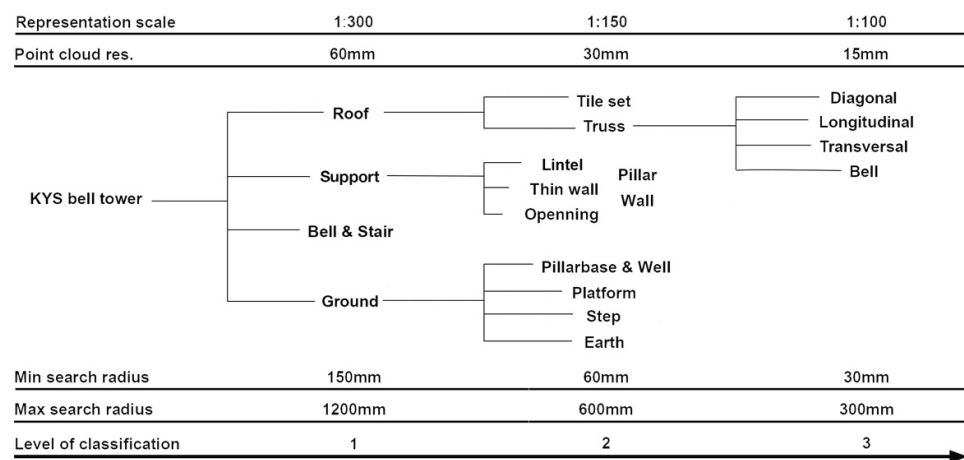 Representation scale 1:300 1:150 1:100
Point cloud res. 60mm 30mm 15mm
Tile set Diagonal
Roof Truss Longitudinal
Transversal
Lintel Bell
Support Pillar
Thin wall
KYS bell tower Wall
Openning
Bell & Stair
Pillarbase & Well
Platform
Ground
Step
Earth
Min search radius 150mm 60mm 30mm
Max search radius 1200mm 600mm 300mm
Level of classification 1 2 3